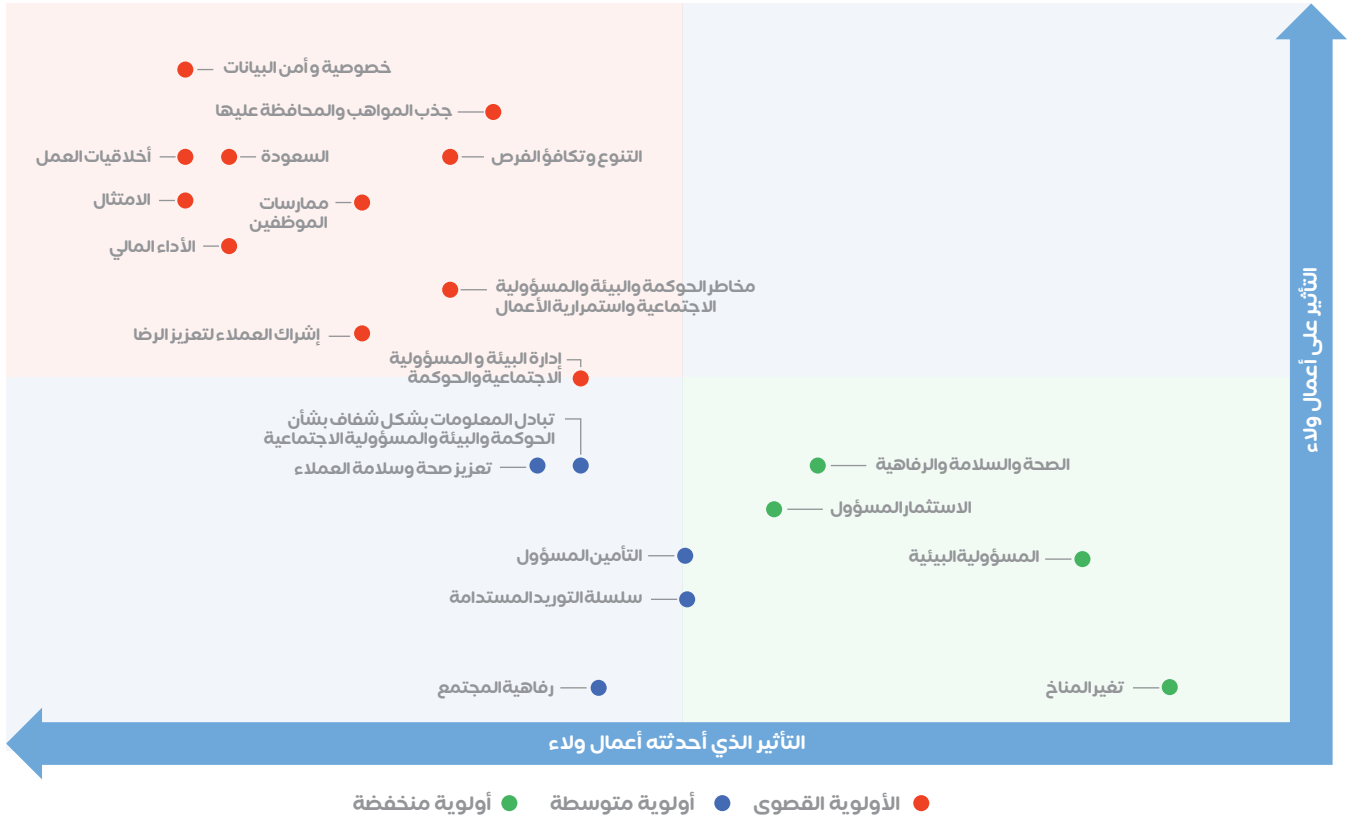 خصوصية وأمن البيانات
جذب المواهب والمحافظة عليها
التنوع وتكافؤ الفرص
السعودة
أخلاقيات العمل
ممارسات
الموظفين
الامتثال
الأداء المالي
مخاطر الحوكمة والبيئة والمسؤولية
الاجتماعية واستمرارية الأعمال
إشراك العملاء لتعزيز الرضا
إدارة البيئة و المسؤولية
الاجتماعية والحوكمة
تبادل المعلومات بشكل شفاف بشأن
الحوكمة والبيئة والمسؤولية الاجتماعية
الصحة والسلامة والرفاهية
تعزيز صحة وسلامة العملاء
الاستثمار المسؤول
المسؤولية البيئية
التأمين المسؤول
سلسلة التوريد المستدامة
تغير المناخ
رفاهية المجتمع
التأثير على أعمال ولاء
التأثير الذي أحدثته أعمال ولاء
الأولوية القصوى
أولوية متوسطة
أولوية منخفضة